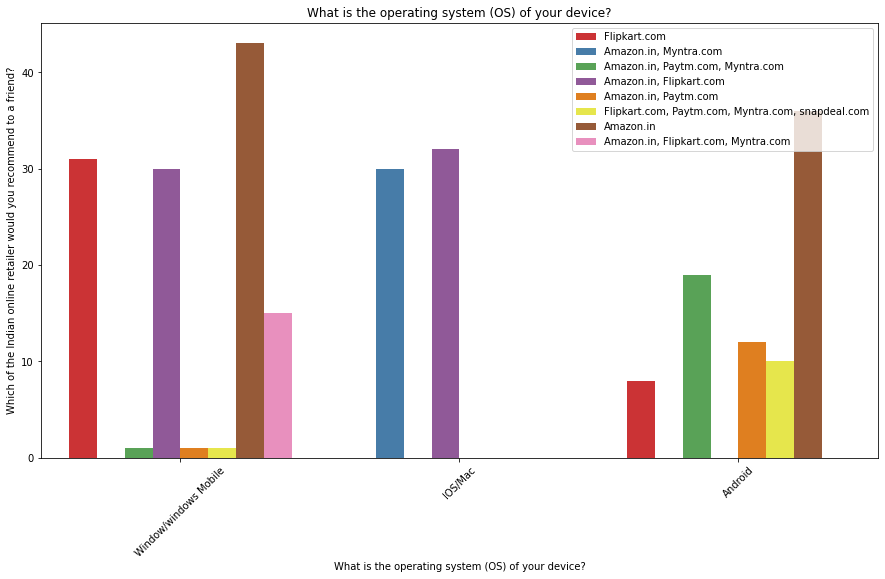 What is the operating system (OS) of your device?
Flipkart.com
Amazon.in, Myntra.com
Amazon.in, Paytm.com, Myntra.com
Amazon.in, Flipkart.com
Amazon.in, Paytm.com
Flipkart.com, Paytm.com, Myntra.com, snapdeal.com
Amazon.in
Amazon.in, Flipkart.com, Myntra.com
Which of the Indian online retailer would you recommend to a friend?
40
30
20
10
0
Window/windows Mobile
IOS/Mac
Android
What is the operating system (OS) of your device?